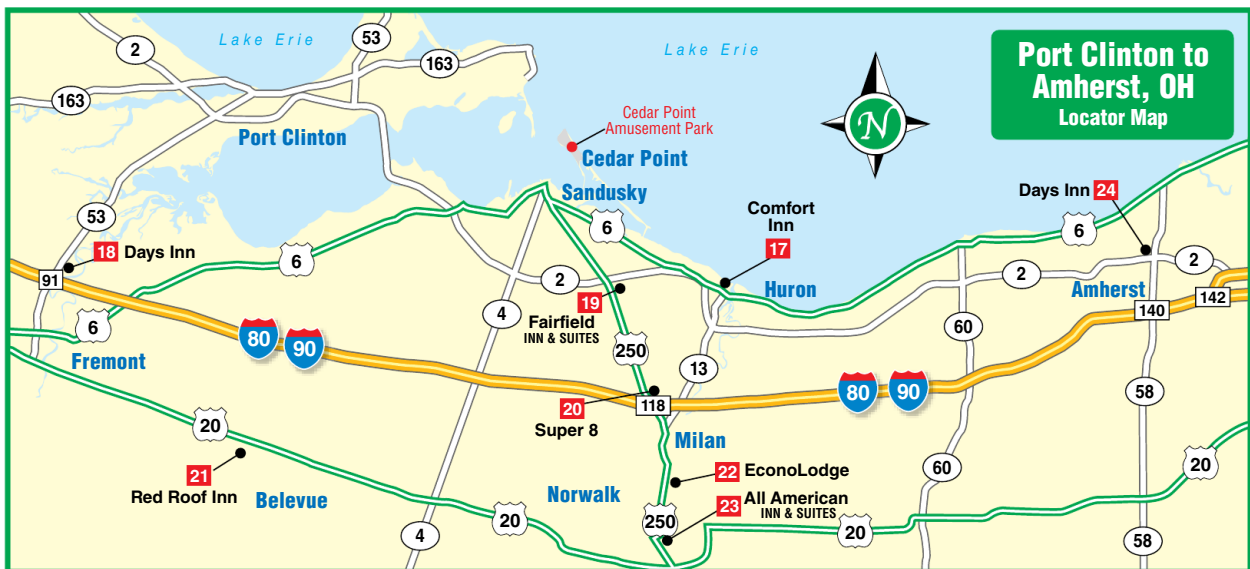 Lake Erie
Lake Erie
Port Clinton to
Amherst, OH
Locator Map
2
53
163
163
N
Cedar Point
Amusement Park
Port Clinton
Cedar Point
Sandusky
Days Inn 24
53
Comfort
Inn
17
6
6
18 Days Inn
6
91
2
2
2
19
Huron
Amherst
142
140
4
Fairfield
INN & SUITES
6
80
90
250
60
Fremont
13
80
90
58
20
118
Super 8
20
Milan
21
Red Roof Inn
Belevue
22 EconoLodge
60
20
Norwalk
23 All American
INN & SUITES
20
250
20
4
58